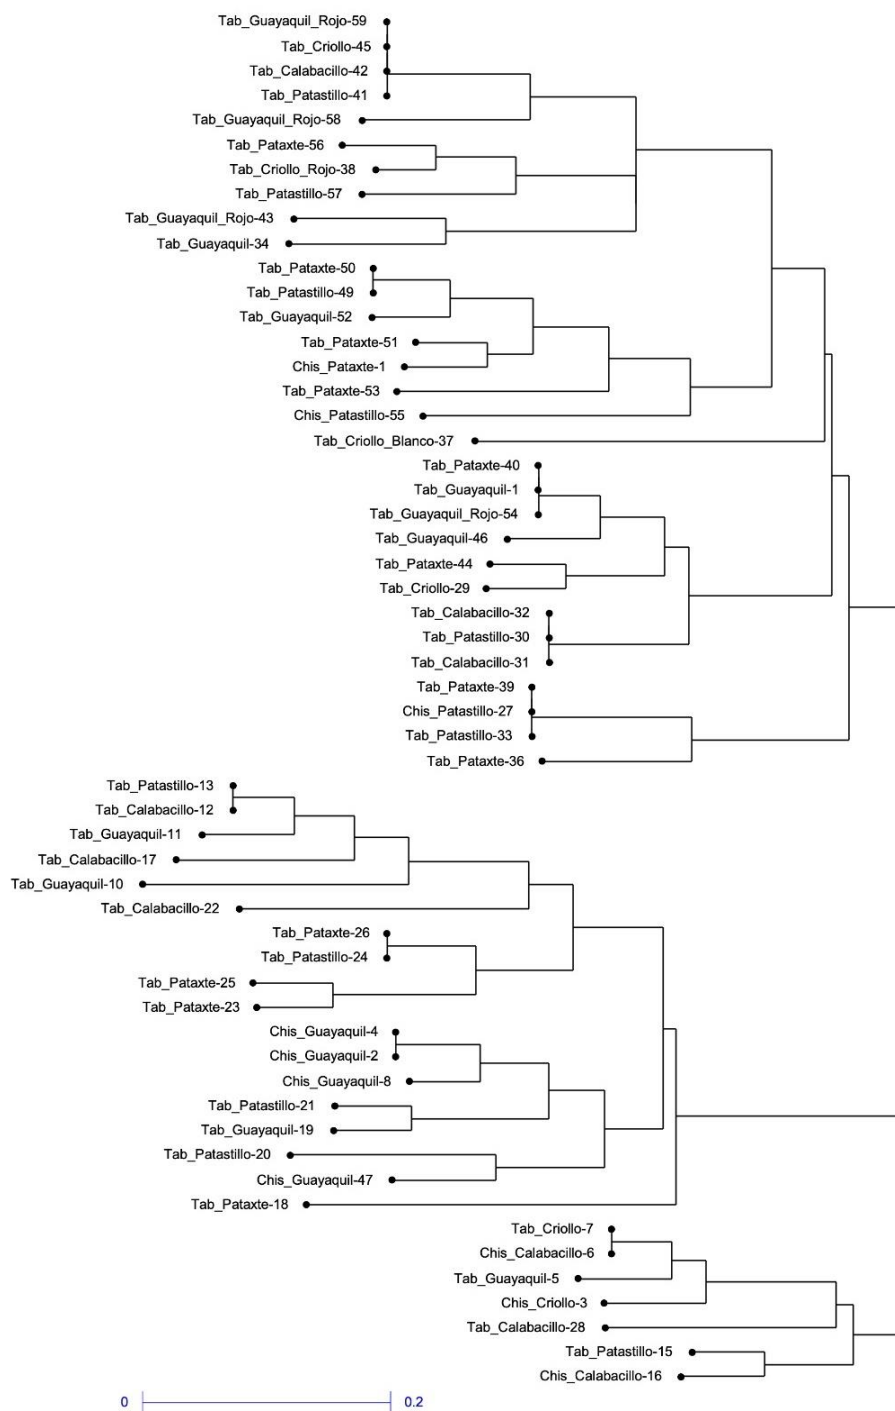 Tab_Guayaquil_Rojo-59
Tab_Criollo-45
Tab_Calabacillo-42
Tab_Patastillo-41
Tab_Guayaquil_Rojo-58
Tab_Pataxte-56
Tab_Criollo_Rojo-38
Tab_Patastillo-57
Tab_Guayaquil_Rojo-43
Tab_Guayaquil-34
Tab_Pataxte-50
Tab_Patastillo-49
Tab_Guayaquil-52
Tab_Pataxte-51
Chis_Pataxte-1
Tab_Pataxte-53
Chis_Patastillo-55
Tab_Criollo_Blanco-37
Tab_Pataxte-40
Tab_Guayaquil-1
Tab_Guayaquil_Rojo-54
Tab_Guayaquil-46
Tab_Pataxte-44
Tab_Criollo-29
Tab_Calabacillo-32
Tab_Patastillo-30
Tab_Calabacillo-31
Tab_Pataxte-39
Chis_Patastillo-27
Tab_Patastillo-33
Tab_Pataxte-36
Tab_Patastillo-13
Tab_Calabacillo-12
Tab_Guayaquil-11
Tab_Calabacillo-17
Tab_Guayaquil-10
Tab_Calabacillo-22
Tab_Pataxte-26
Tab_Patastillo-24
Tab_Pataxte-25
Tab_Pataxte-23
Chis_Guayaquil-4
Chis_Guayaquil-2
Chis_Guayaquil-8
Tab_Patastillo-21
Tab_Guayaquil-19
Tab_Patastillo-20
Chis_Guayaquil-47
Tab_Pataxte-18
Tab_Criollo-7
Chis_Calabacillo-6
Tab_Guayaquil-5
Chis_Criollo-3
Tab_Calabacillo-28
Tab_Patastillo-15
Chis_Calabacillo-16
0 0.2